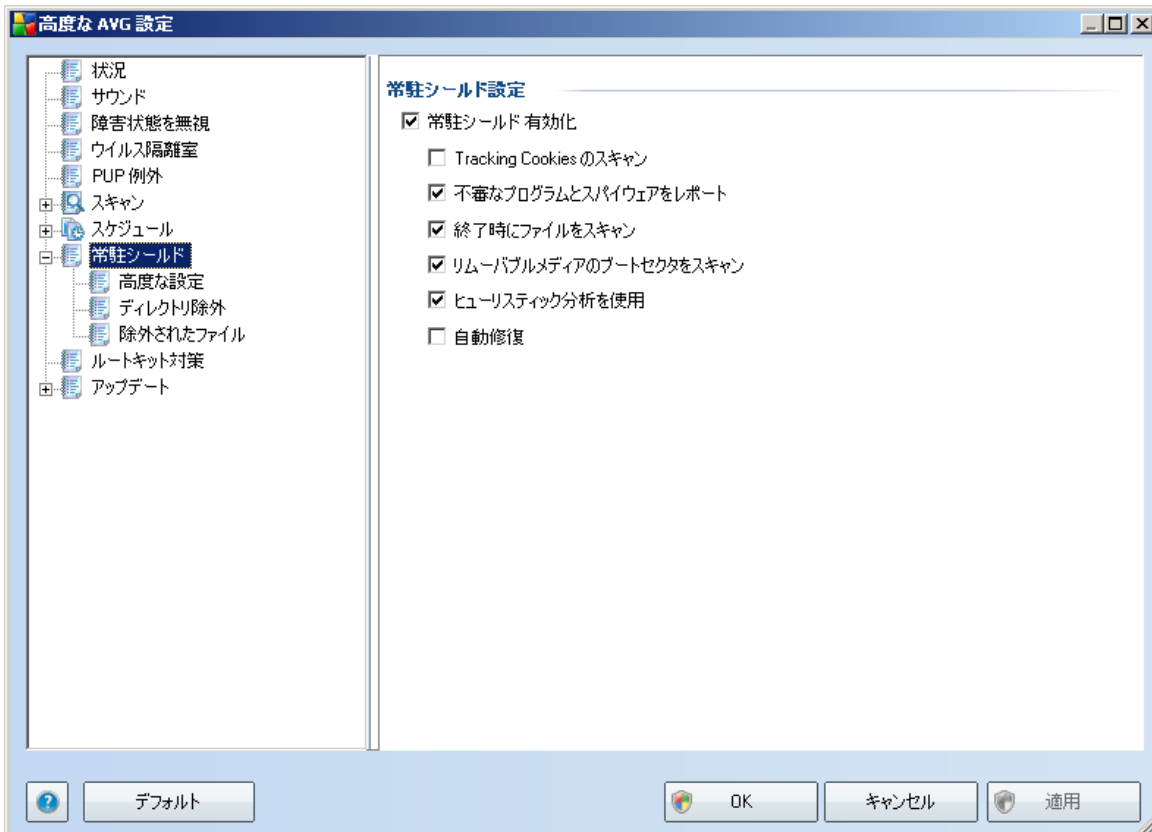 高度な AVG 設定
状況
サウンド
障害状態を無視
ウイルス隔離室
PUP 例外
スキャン
スケジュール
常駐シールド
高度な設定
ディレクトリ除外
除外されたファイル
ルートキット対策
アップデート
常駐シールド設定
常駐シールド 有効化
Tracking Cookies のスキャン
不審なプログラムとスパイウェアをレポート
終了時にファイルをスキャン
リムーバブルメディアのブートセクタをスキャン
ヒューリスティック分析を使用
自動修復
デフォルト
OK
キャンセル
適用